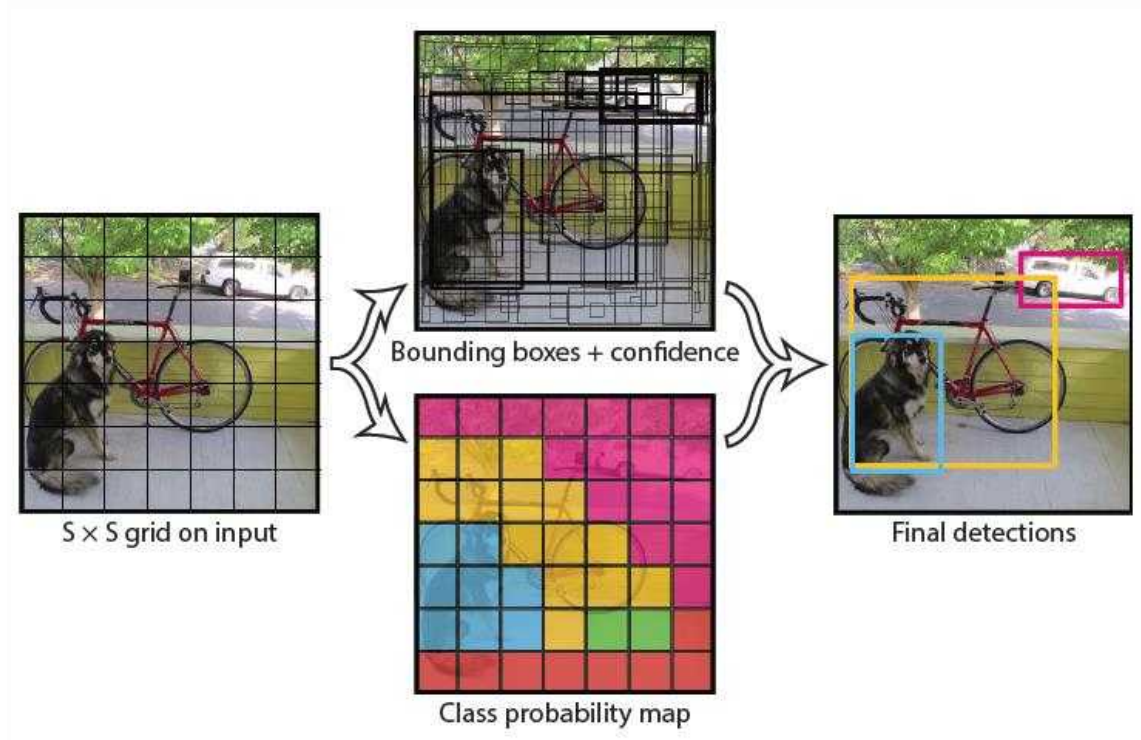 S × S grid on input
Bounding boxes + confidence
Class probability map
Final detections